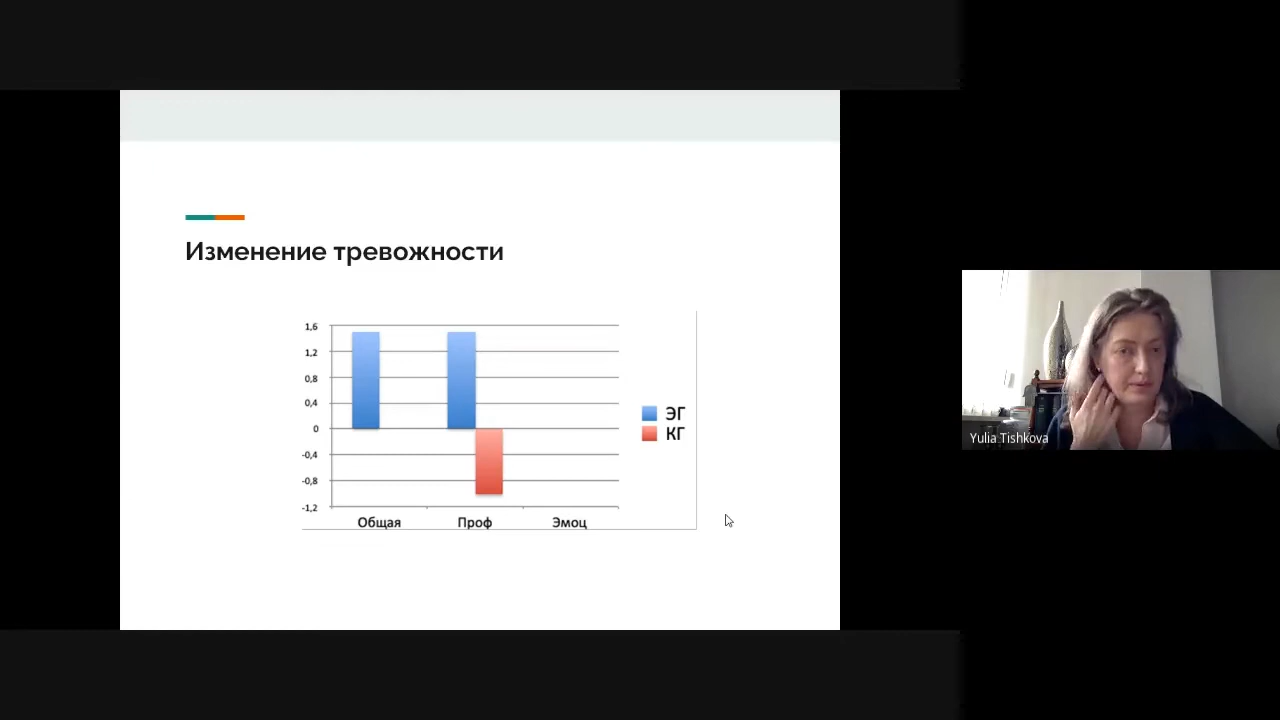 Изменение тревожности
1,6
1,2
0,8
0,4
0
-0,4
-0,8
-1,2
Общая Проф Эмоц
ЭГ
КГ
Yulia Tishkova